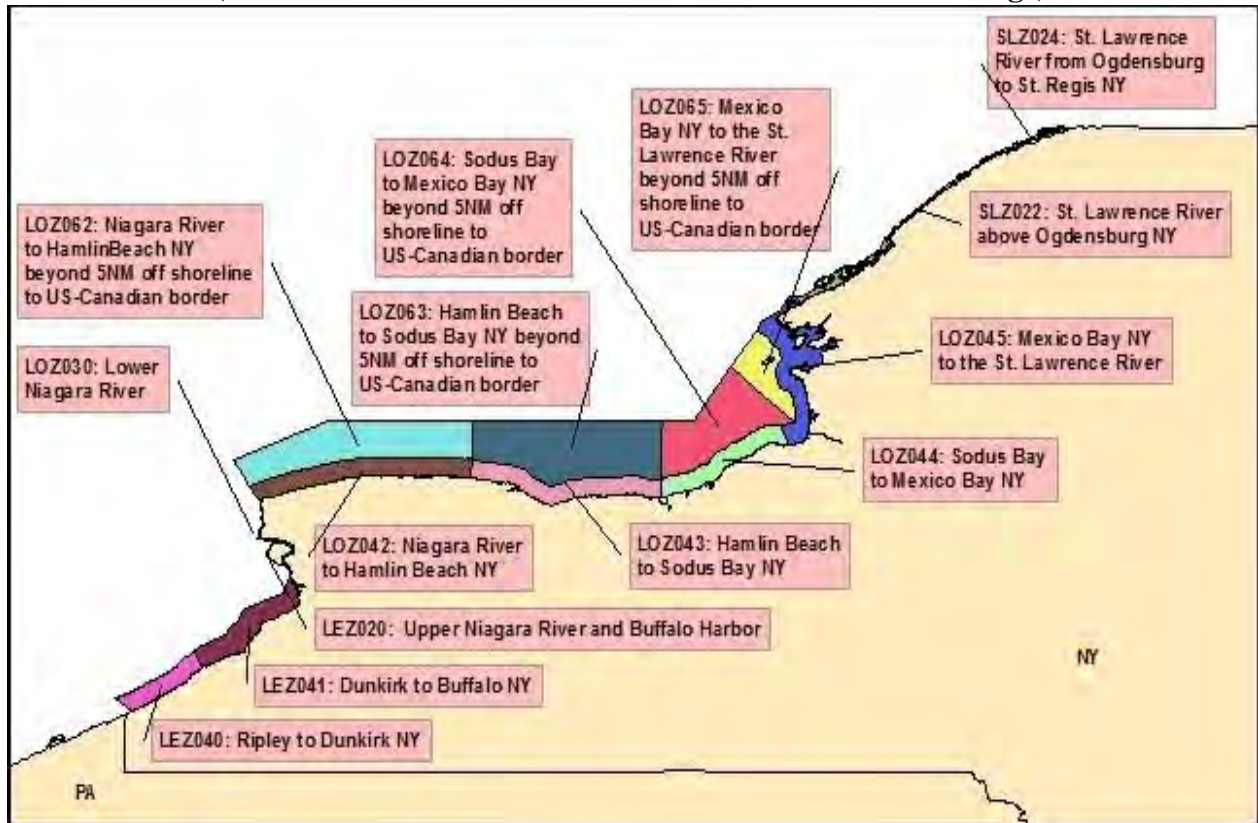 SLZ024: St. Lawrence
River from Ogdensburg
to St. Regis NY
LOZ065: Mexico
Bay NY to the St.
Lawrence River
beyond 5NM off
shoreline to
US-Canadian border
LOZ064: Sodus Bay
to Mexico Bay NY
beyond 5NM off
shoreline to
US-Canadian border
LOZ062: Niagara River
to HamlinBeach NY
beyond 5NM off shoreline
to US-Canadian border
SLZ022: St. Lawrence River
above Ogdensburg NY
LOZ063: Hamlin Beach
to Sodus Bay NY beyond
5NM off shoreline to
US-Canadian border
LOZ045: Mexico Bay NY
to the St. Lawrence River
LOZ030: Lower
Niagara River
LOZ044: Sodus Bay
to Mexico Bay NY
LOZ042: Niagara River
to Hamlin Beach NY
LOZ043: Hamlin Beach
to Sodus Bay NY
LEZ020: Upper Niagara River and Buffalo Harbor
NY
LEZ041: Dunkirk to Buffalo NY
LEZ040: Ripley to Dunkirk NY
PA